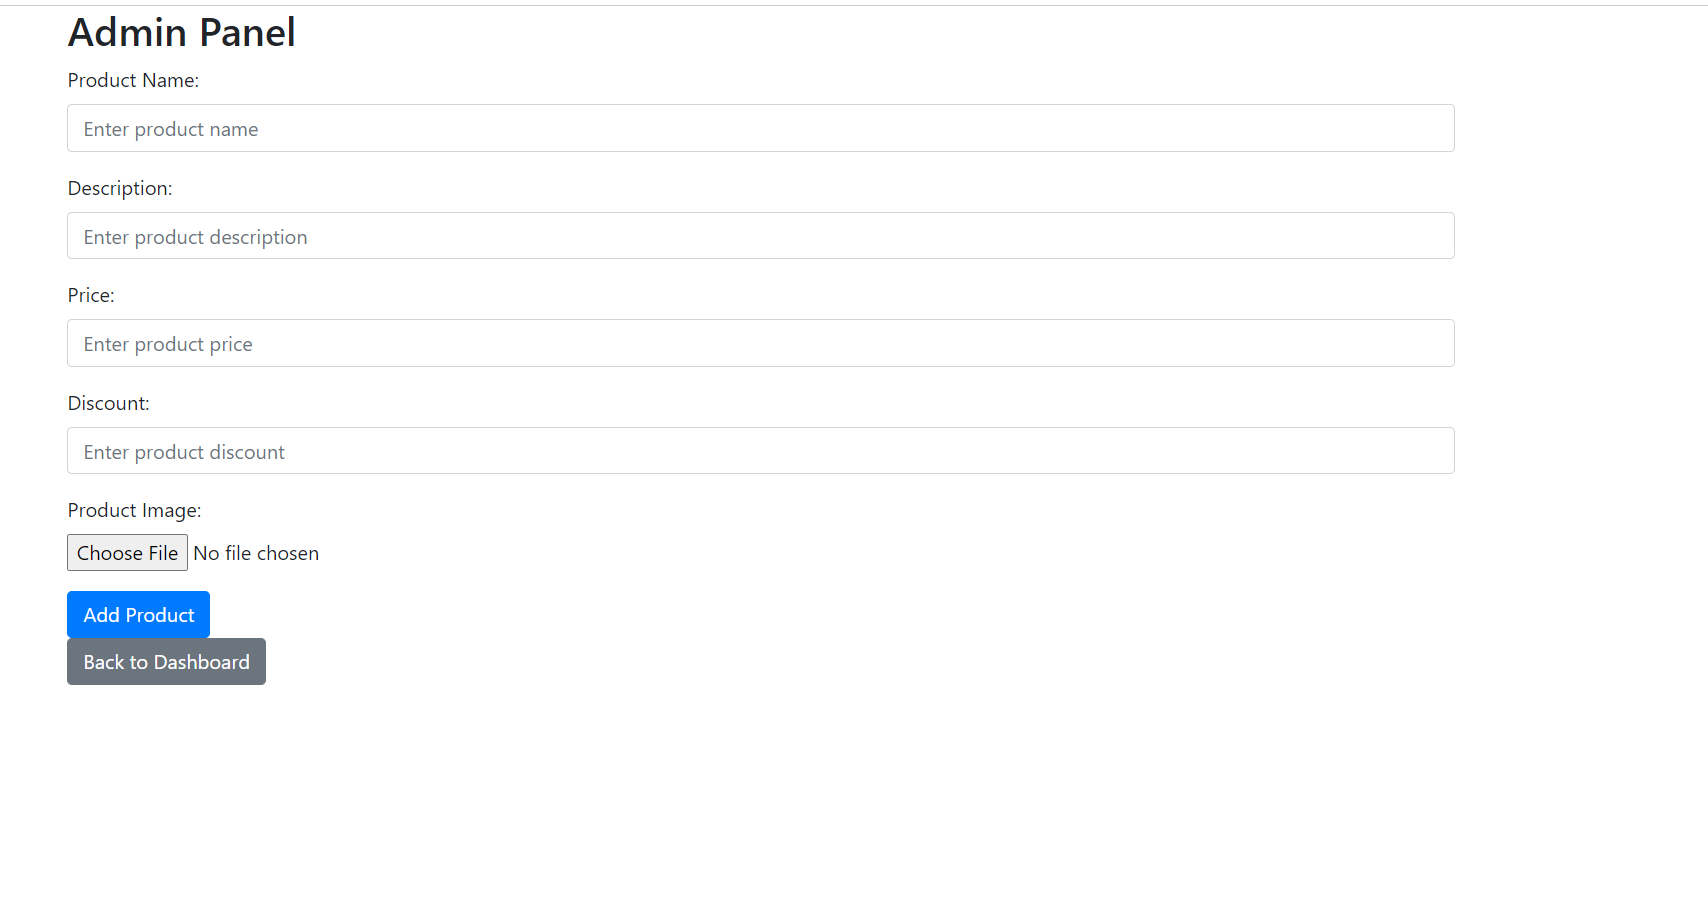 Admin Panel
Product Name:
Enter product name
Description:
Enter product description
Price:
Enter product price
Discount:
Enter product discount
Product Image:
Choose File No file chosen
Add Product
Back to Dashboard